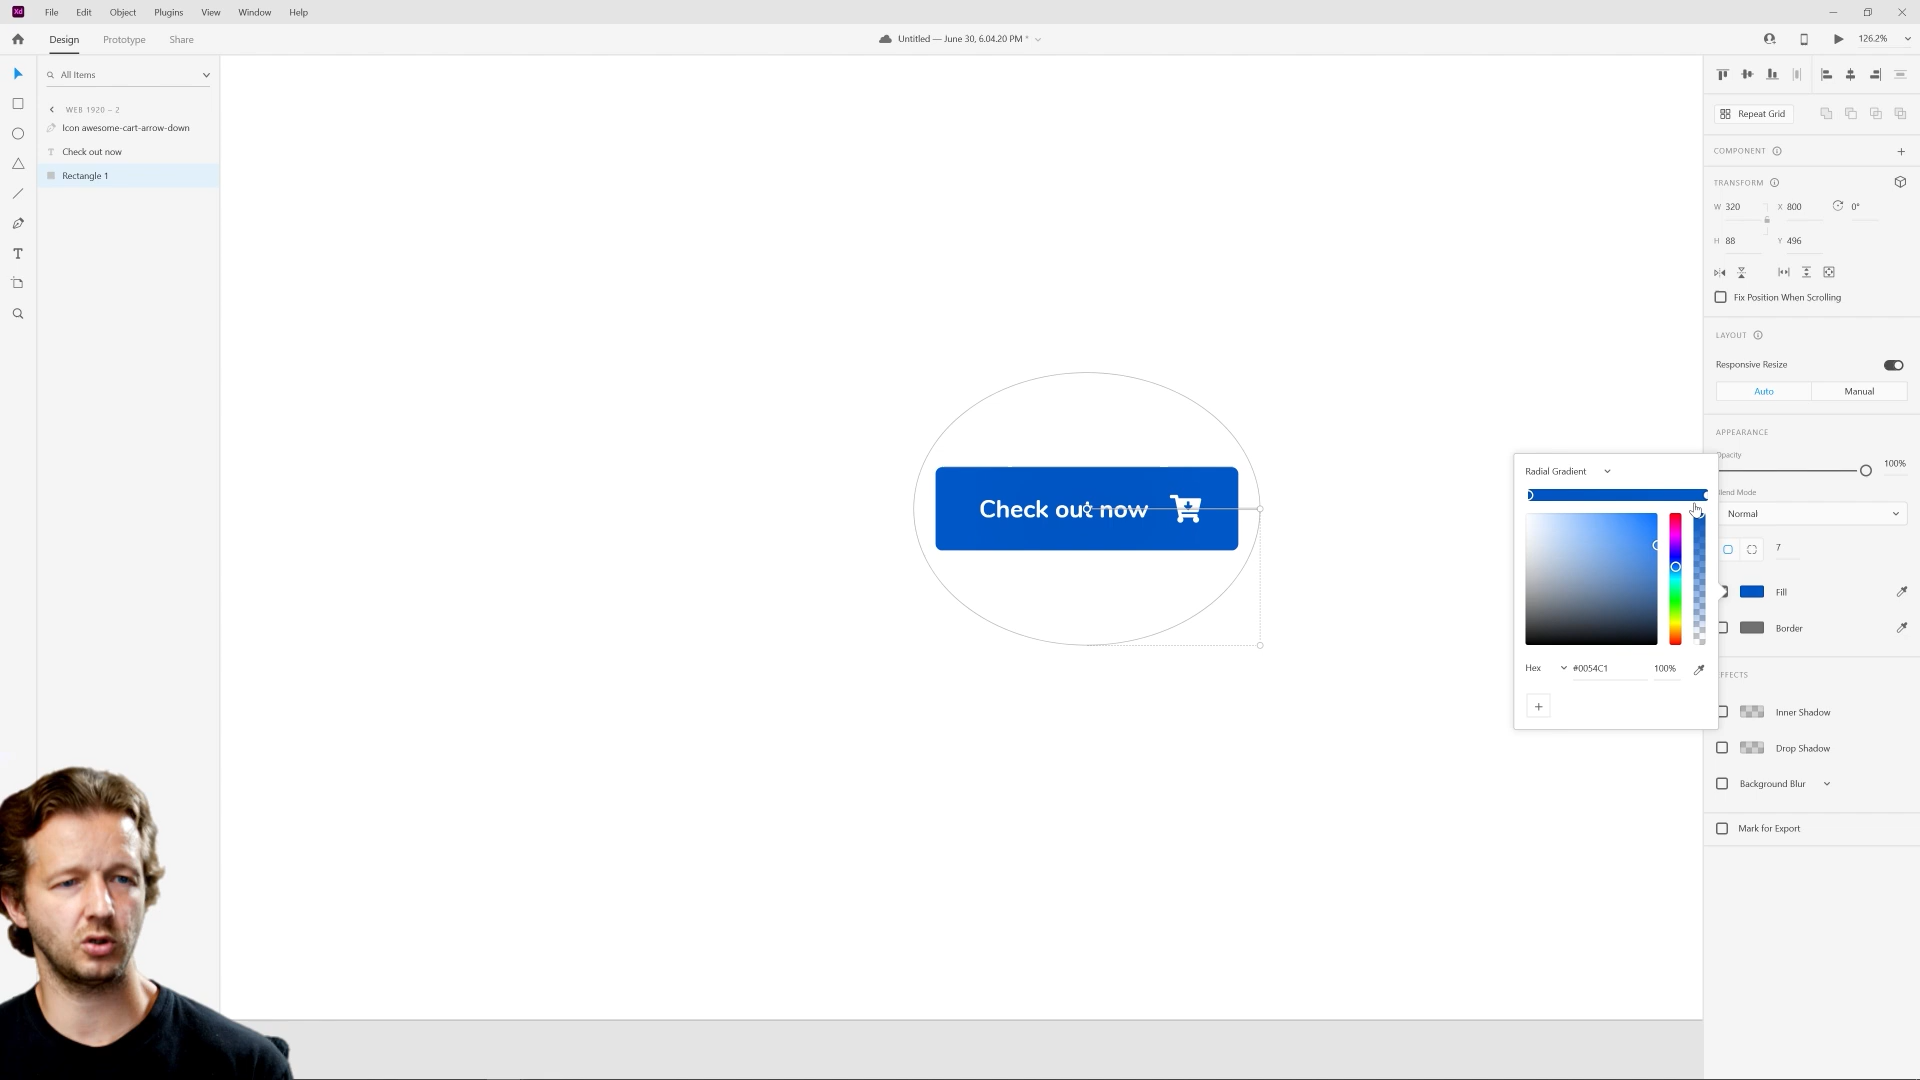 Xd File Edit Object Plugins View Window Help
Design Prototype Share
Untitled — June 30, 6.04.20 PM *
126.2%
All Items
WEB 1920 – 2
Icon awesome-cart-arrow-down
T Check out now
Rectangle 1
Check out now
Repeat Grid
COMPONENT
TRANSFORM
W 320 X 800 0°
H 88 Y 496
Fix Position When Scrolling
LAYOUT
Responsive Resize
Auto Manual
APPEARANCE
Opacity
100%
Blend Mode
Normal
7
Fill
Border
EFFECTS
Inner Shadow
Drop Shadow
Background Blur
Mark for Export
Radial Gradient
Hex #0054C1 100%